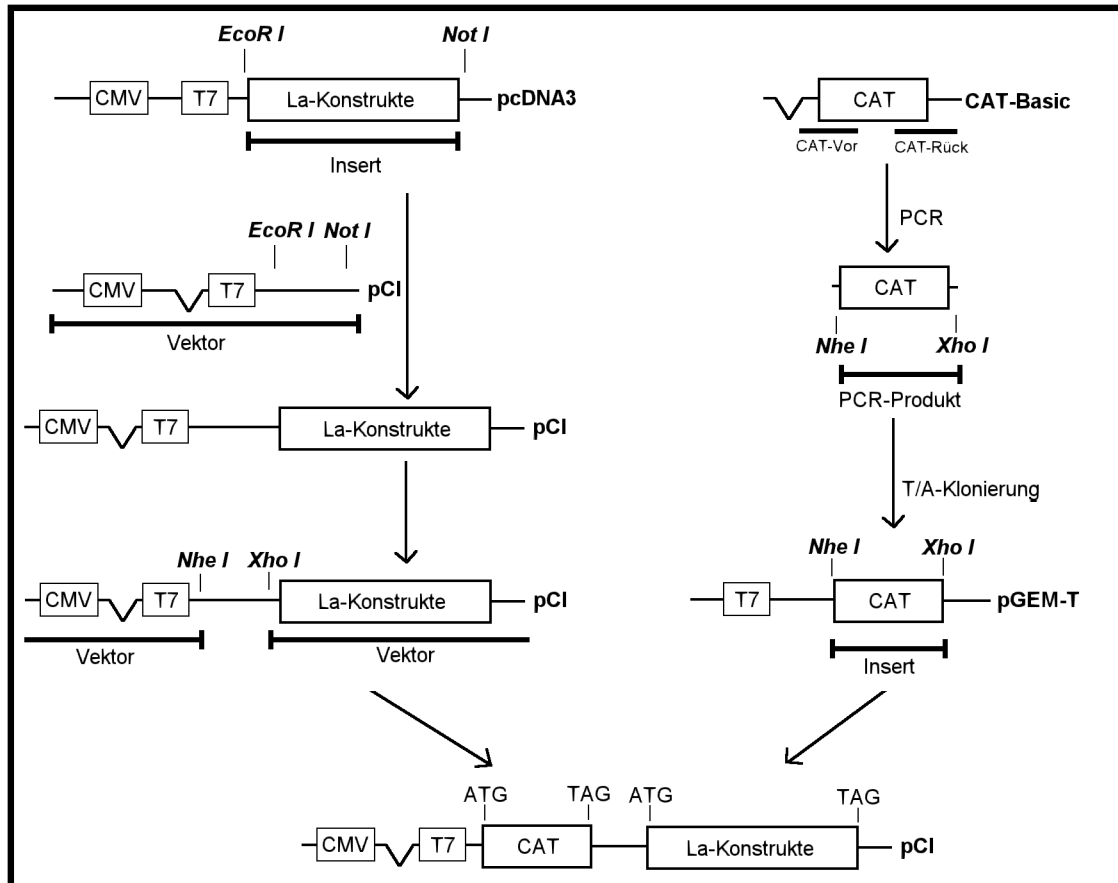 EcoR I Not I
CMV T7 La-Konstrukte pcDNA3
Insert
EcoR I Not I
CMV T7 pCI
Vektor
CMV T7 La-Konstrukte pCI
Nhe I Xho I
CMV T7 La-Konstrukte pCI
Vektor Vektor
CAT CAT-Basic
CAT-Vor CAT-Rück
PCR
CAT
Nhe I Xho I
PCR-Produkt
T/A-Klonierung
Nhe I Xho I
T7 CAT pGEM-T
Insert
ATG TAG ATG TAG
CMV T7 CAT La-Konstrukte pCI